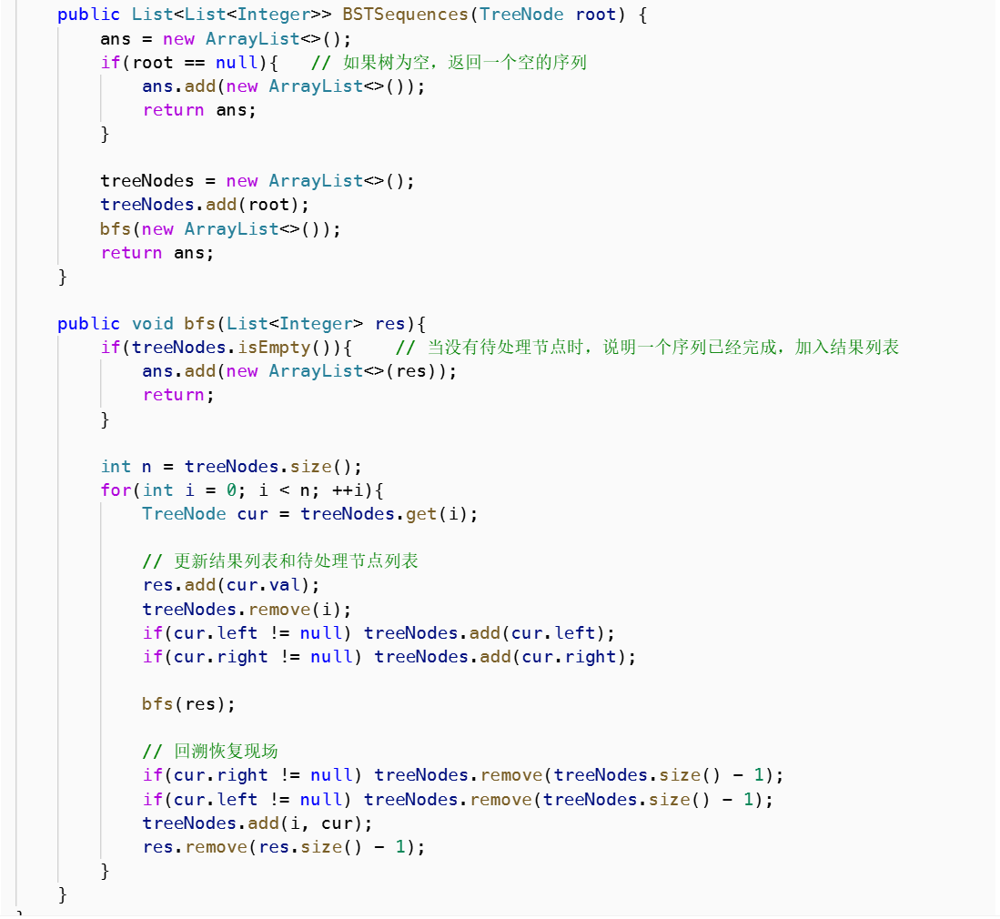 public List<List<Integer>> BSTSequences(TreeNode root) {
ans = new ArrayList<>();
if(root == null){   // 如果树为空，返回一个空的序列
ans.add(new ArrayList<>());
return ans;
}
treeNodes = new ArrayList<>();
treeNodes.add(root);
bfs(new ArrayList<>());
return ans;
}
public void bfs(List<Integer> res){
if(treeNodes.isEmpty()){    // 当没有待处理节点时，说明一个序列已经完成，加入结果列表
ans.add(new ArrayList<>(res));
return;
}
int n = treeNodes.size();
for(int i = 0; i < n; ++i){
TreeNode cur = treeNodes.get(i);
// 更新结果列表和待处理节点列表
res.add(cur.val);
treeNodes.remove(i);
if(cur.left != null) treeNodes.add(cur.left);
if(cur.right != null) treeNodes.add(cur.right);
bfs(res);
// 回溯恢复现场
if(cur.right != null) treeNodes.remove(treeNodes.size() - 1);
if(cur.left != null) treeNodes.remove(treeNodes.size() - 1);
treeNodes.add(i, cur);
res.remove(res.size() - 1);
}
}